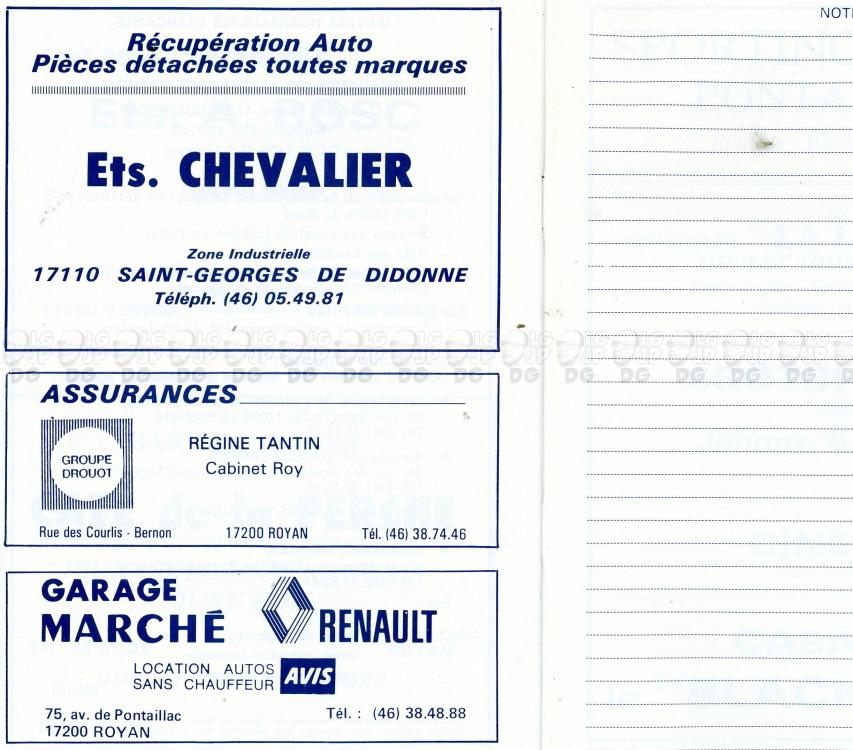 Récupération Auto
Pièces détachées toutes marques
Ets. CHEVALIER
Zone Industrielle
17110 SAINT-GEORGES DE DIDONNE
Téléph. (46) 05.49.81
ASSURANCES
GROUPE
DROUOT
RÉGINE TANTIN
Cabinet Roy
Rue des Courlis - Bernon 17200 ROYAN Tél. (46) 38.74.46
GARAGE
MARCHÉ
RENAULT
LOCATION AUTOS
SANS CHAUFFEUR
AVIS
75, av. de Pontaillac
17200 ROYAN
Tél. : (46) 38.48.88
NOT